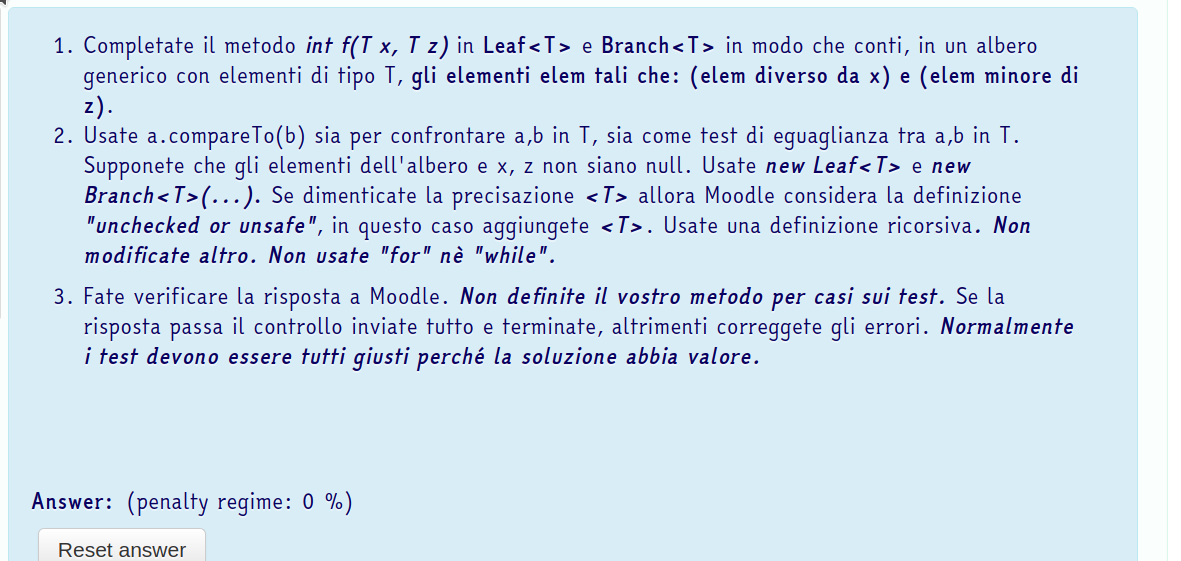 1. Completate il metodo int f(T x, T z) in Leaf<T> e Branch<T> in modo che conti, in un albero
generico con elementi di tipo T, gli elementi elem tali che: (elem diverso da x) e (elem minore di
z).
2. Usate a.compareTo(b) sia per confrontare a,b in T, sia come test di eguaglianza tra a,b in T.
Supponete che gli elementi dell'albero e x, z non siano null. Usate new Leaf<T> e new
Branch<T>(...). Se dimenticate la precisazione <T> allora Moodle considera la definizione
"unchecked or unsafe", in questo caso aggiungete <T>. Usate una definizione ricorsiva. Non
modificate altro. Non usate "for" nè "while".
3. Fate verificare la risposta a Moodle. Non definite il vostro metodo per casi sui test. Se la
risposta passa il controllo inviate tutto e terminate, altrimenti correggete gli errori. Normalmente
i test devono essere tutti giusti perché la soluzione abbia valore.
Answer: (penalty regime: 0 %)
Reset answer